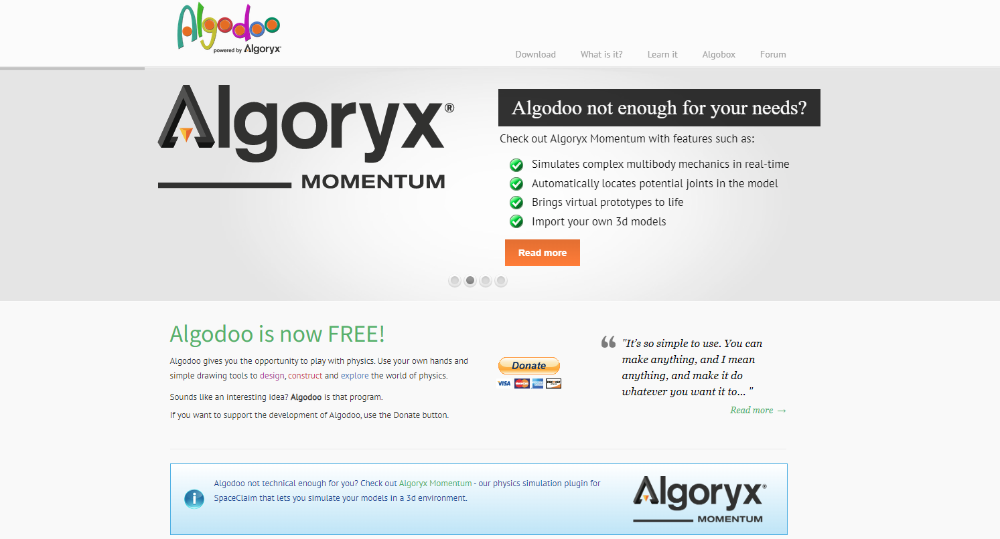 Algodoo
powered by Algoryx®
Download What is it? Learn it Algobox Forum
Algoryx®
MOMENTUM
Algodoo not enough for your needs?
Check out Algoryx Momentum with features such as:
Simulates complex multibody mechanics in real-time
Automatically locates potential joints in the model
Brings virtual prototypes to life
Import your own 3d models
Read more
Algodoo is now FREE!
Algodoo gives you the opportunity to play with physics. Use your own hands and
simple drawing tools to design, construct and explore the world of physics.
Sounds like an interesting idea? Algodoo is that program.
If you want to support the development of Algodoo, use the Donate button.
Donate
VISA MasterCard DISCOVER
"It's so simple to use. You can
make anything, and I mean
anything, and make it do
whatever you want it to... "
Read more →
Algodoo not technical enough for you? Check out Algoryx Momentum - our physics simulation plugin for
SpaceClaim that lets you simulate your models in a 3d environment.
Algoryx®
MOMENTUM